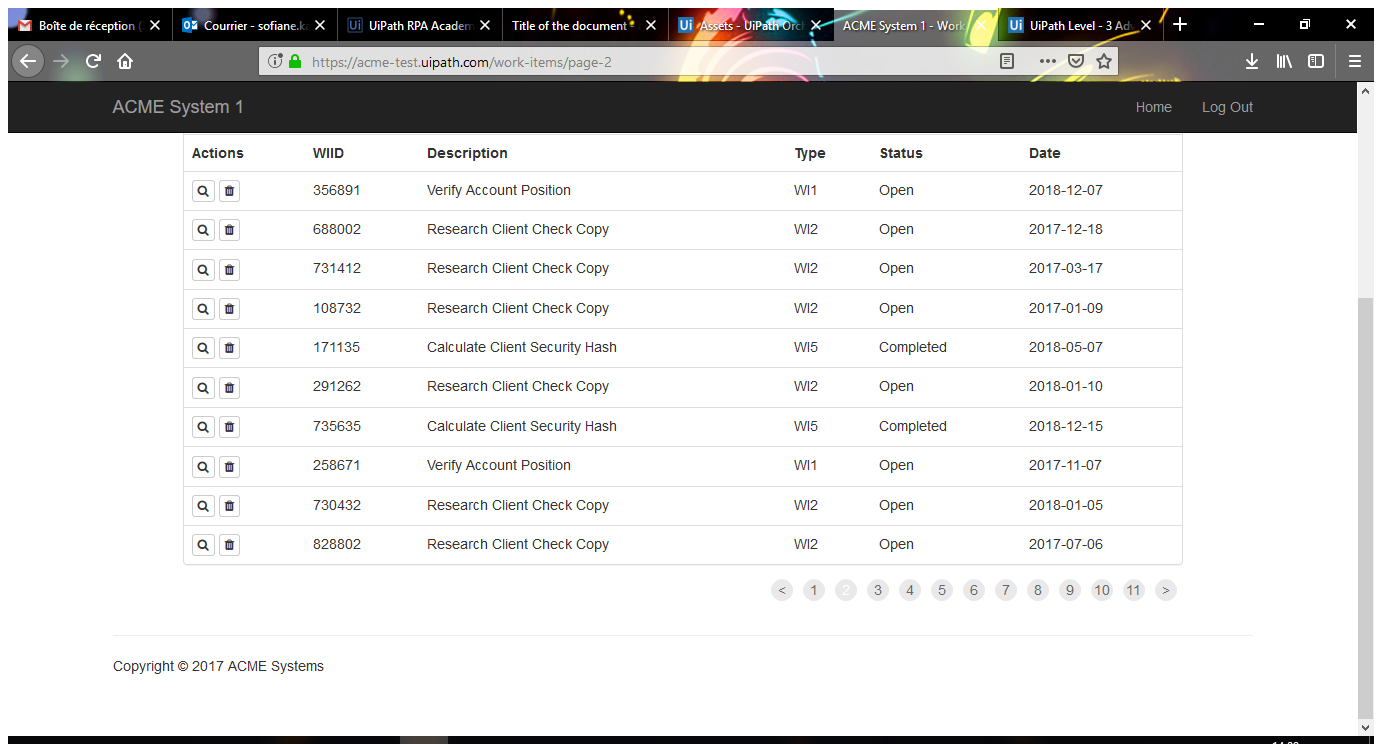 Boîte de réception ( Courrier - sofiane.k UiPath RPA Academ Title of the document Assets - UiPath Orc ACME System 1 - Work UiPath Level - 3 Adv
https://acme-test.uipath.com/work-items/page-2
ACME System 1 Home Log Out
Actions WIID Description Type Status Date
356891 Verify Account Position WI1 Open 2018-12-07
688002 Research Client Check Copy WI2 Open 2017-12-18
731412 Research Client Check Copy WI2 Open 2017-03-17
108732 Research Client Check Copy WI2 Open 2017-01-09
171135 Calculate Client Security Hash WI5 Completed 2018-05-07
291262 Research Client Check Copy WI2 Open 2018-01-10
735635 Calculate Client Security Hash WI5 Completed 2018-12-15
258671 Verify Account Position WI1 Open 2017-11-07
730432 Research Client Check Copy WI2 Open 2018-01-05
828802 Research Client Check Copy WI2 Open 2017-07-06
< 1 2 3 4 5 6 7 8 9 10 11 >
Copyright © 2017 ACME Systems